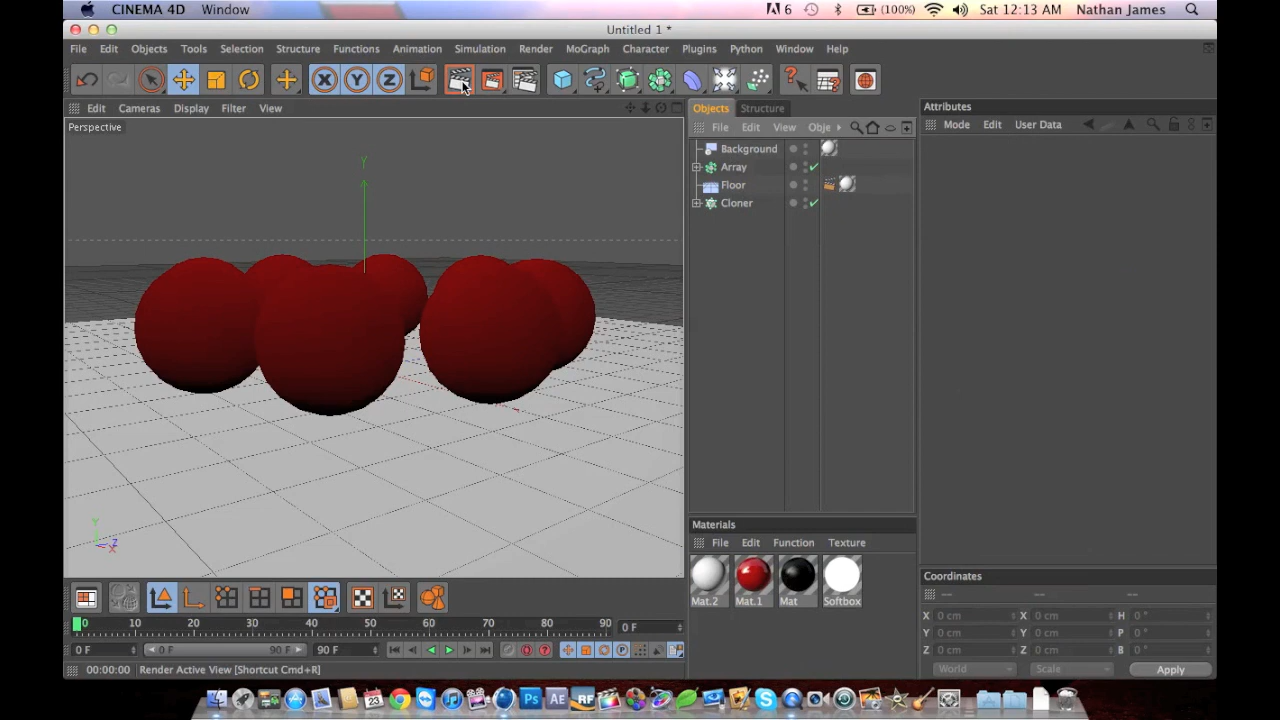 CINEMA 4D Window 6 (100%) Sat 12:13 AM Nathan James
Untitled 1 *
File Edit Objects Tools Selection Structure Functions Animation Simulation Render MoGraph Character Plugins Python Window Help
X Y Z
Edit Cameras Display Filter View
Perspective
Y
Y
Z
X
Objects Structure
File Edit View Obje
Background
Array
Floor
Cloner
Attributes
Mode Edit User Data
Materials
File Edit Function Texture
Mat.2 Mat.1 Mat Softbox
Coordinates
-- -- --
X 0 cm X 0 cm H 0 °
Y 0 cm Y 0 cm P 0 °
Z 0 cm Z 0 cm B 0 °
World Scale Apply
0 10 20 30 40 50 60 70 80 90 0 F
0 F 0 F 90 F 90 F
00:00:00 Render Active View [Shortcut Cmd+R]
23 Ps AE RF